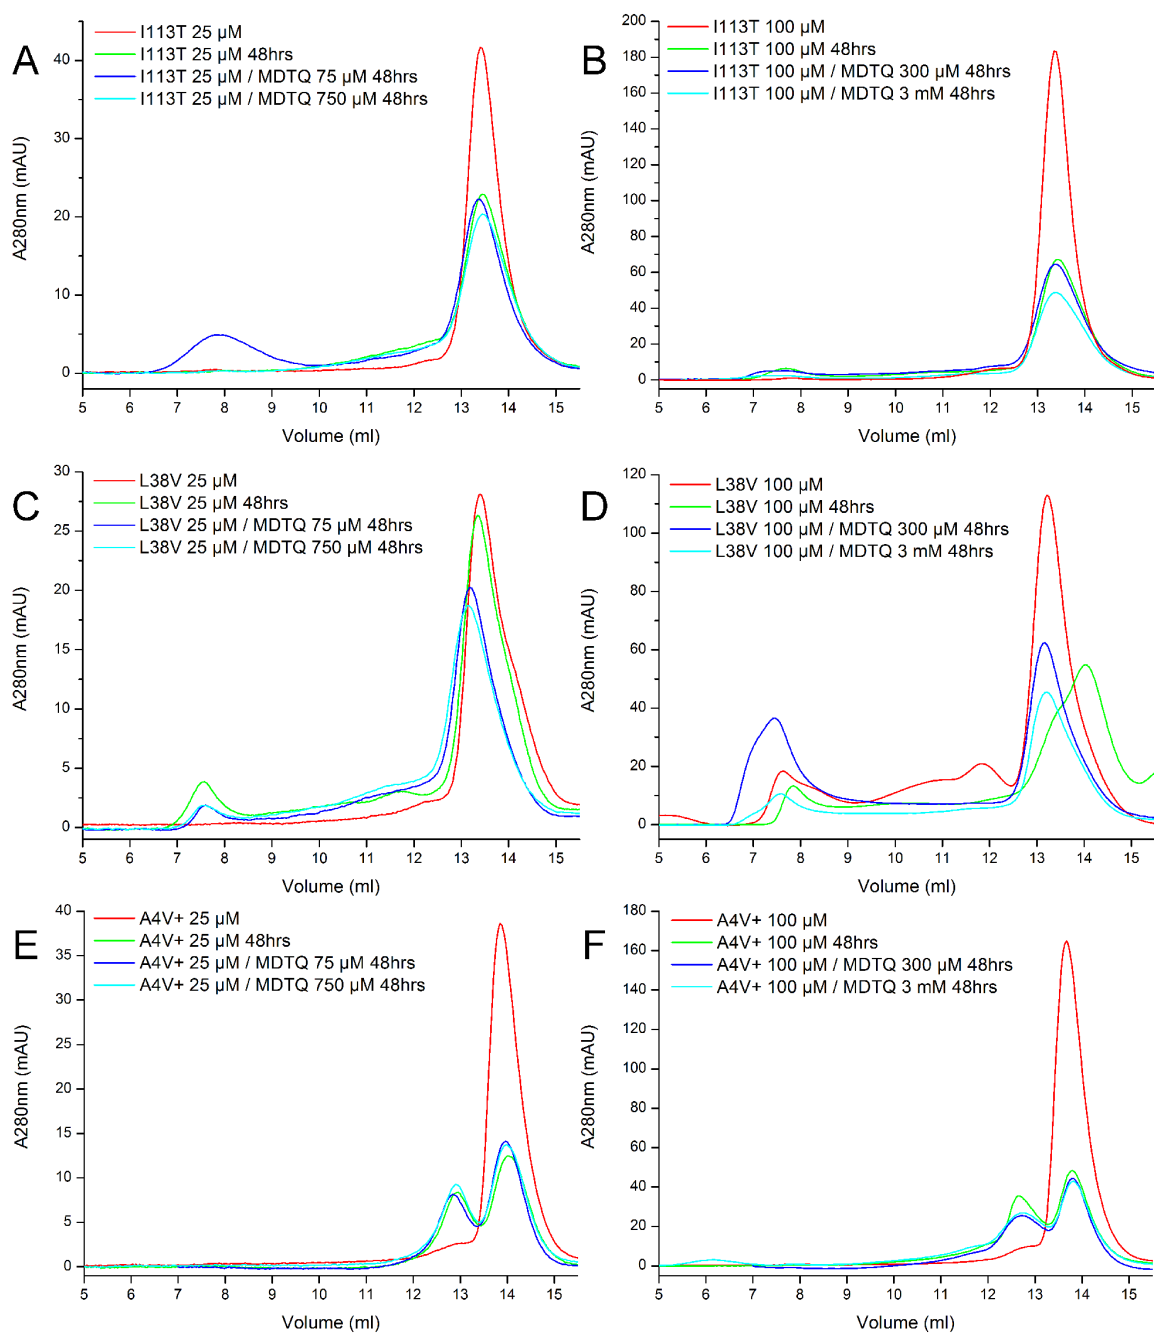 A
I113T 25 µM
I113T 25 µM 48hrs
I113T 25 µM / MDTQ 75 µM 48hrs
I113T 25 µM / MDTQ 750 µM 48hrs
A280nm (mAU)
40
30
20
10
0
5 6 7 8 9 10 11 12 13 14 15
Volume (ml)
B
I113T 100 µM
I113T 100 µM 48hrs
I113T 100 µM / MDTQ 300 µM 48hrs
I113T 100 µM / MDTQ 3 mM 48hrs
A280nm (mAU)
200
180
160
140
120
100
80
60
40
20
0
5 6 7 8 9 10 11 12 13 14 15
Volume (ml)
C
L38V 25 µM
L38V 25 µM 48hrs
L38V 25 µM / MDTQ 75 µM 48hrs
L38V 25 µM / MDTQ 750 µM 48hrs
A280nm (mAU)
30
25
20
15
10
5
0
5 6 7 8 9 10 11 12 13 14 15
Volume (ml)
D
L38V 100 µM
L38V 100 µM 48hrs
L38V 100 µM / MDTQ 300 µM 48hrs
L38V 100 µM / MDTQ 3 mM 48hrs
A280nm (mAU)
120
100
80
60
40
20
0
5 6 7 8 9 10 11 12 13 14 15
Volume (ml)
E
A4V+ 25 µM
A4V+ 25 µM 48hrs
A4V+ 25 µM / MDTQ 75 µM 48hrs
A4V+ 25 µM / MDTQ 750 µM 48hrs
A280nm (mAU)
40
35
30
25
20
15
10
5
0
5 6 7 8 9 10 11 12 13 14 15
Volume (ml)
F
A4V+ 100 µM
A4V+ 100 µM 48hrs
A4V+ 100 µM / MDTQ 300 µM 48hrs
A4V+ 100 µM / MDTQ 3 mM 48hrs
A280nm (mAU)
180
160
140
120
100
80
60
40
20
0
5 6 7 8 9 10 11 12 13 14 15
Volume (ml)